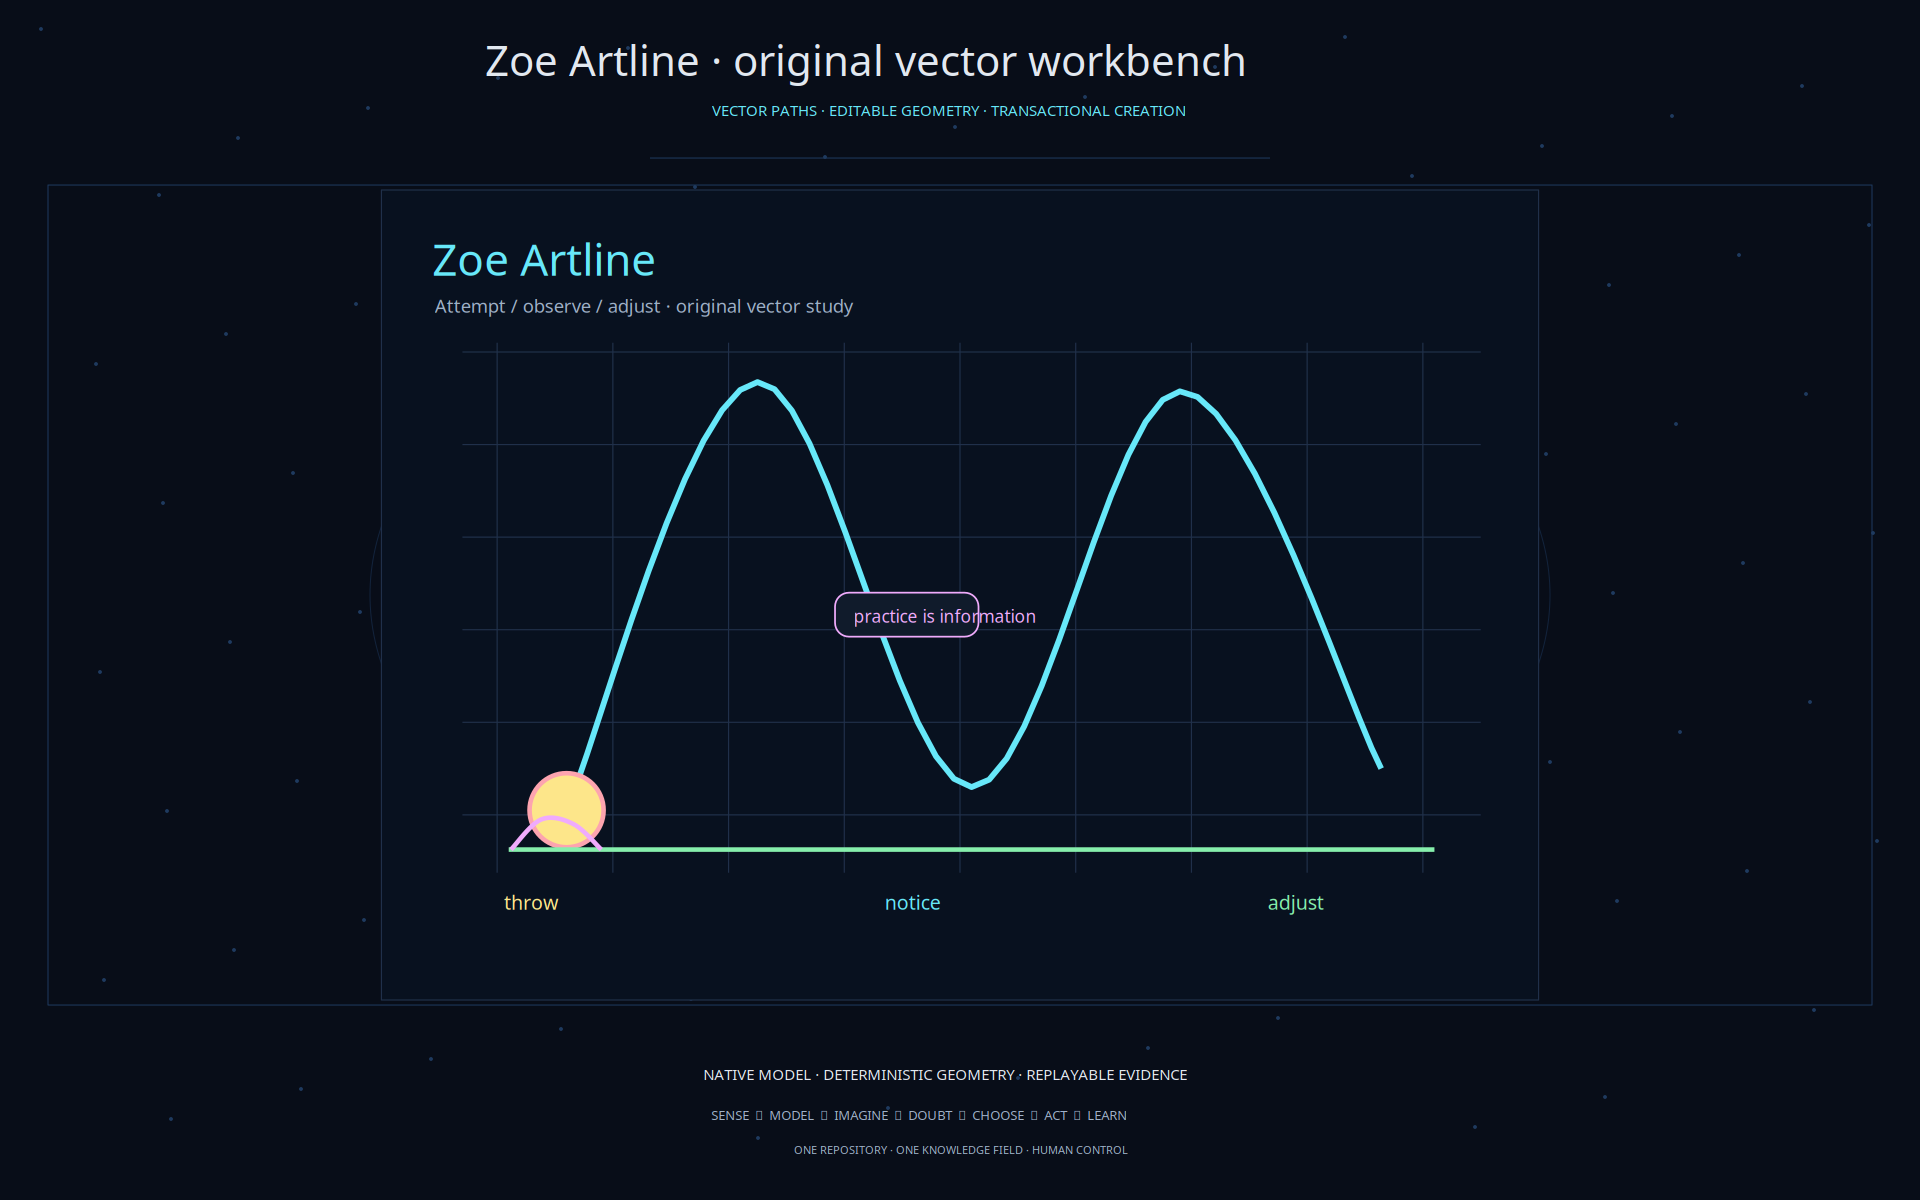 Zoe Artline · original vector workbench
VECTOR PATHS · EDITABLE GEOMETRY · TRANSACTIONAL CREATION
Zoe Artline
Attempt / observe / adjust · original vector study
practice is information
throw
notice
adjust
NATIVE MODEL · DETERMINISTIC GEOMETRY · REPLAYABLE EVIDENCE
SENSE ▯ MODEL ▯ IMAGINE ▯ DOUBT ▯ CHOOSE ▯ ACT ▯ LEARN
ONE REPOSITORY · ONE KNOWLEDGE FIELD · HUMAN CONTROL